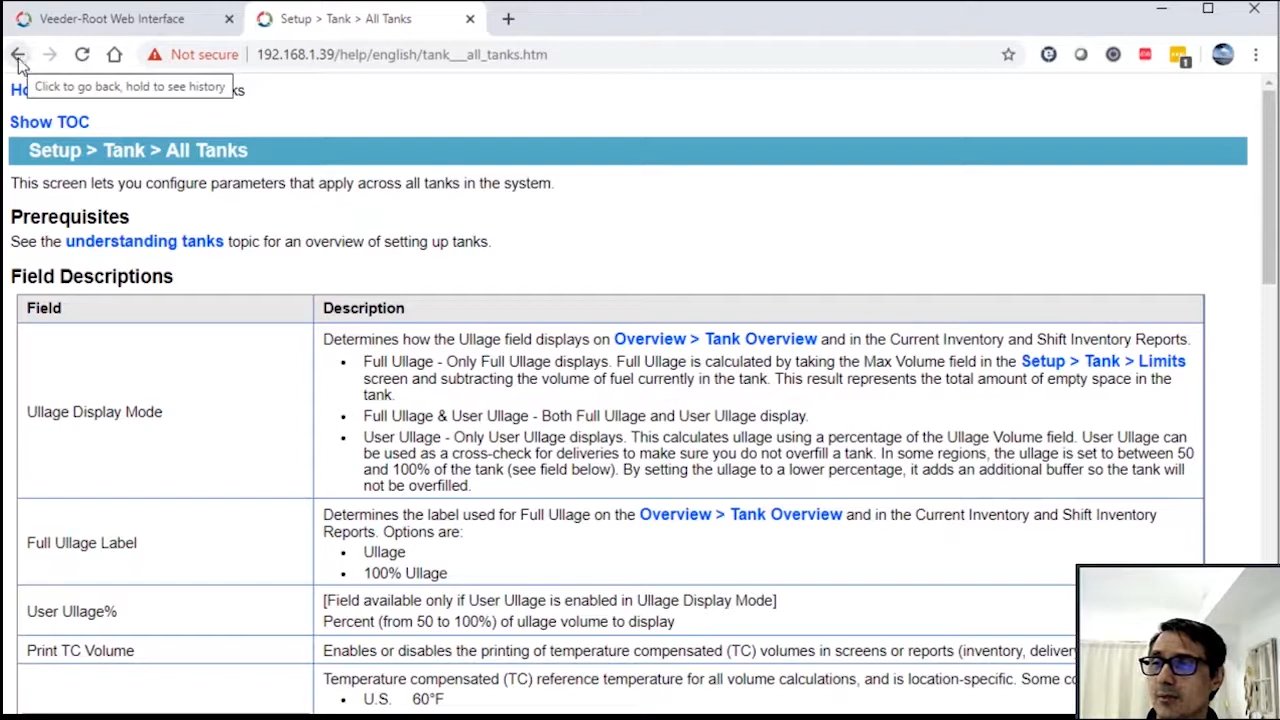 Veeder-Root Web Interface
Setup > Tank > All Tanks
Not secure
192.168.1.39/help/english/tank__all_tanks.htm
1
Click to go back, hold to see history
Show TOC
Setup > Tank > All Tanks
This screen lets you configure parameters that apply across all tanks in the system.
Prerequisites
See the understanding tanks topic for an overview of setting up tanks.
Field Descriptions
Field
Description
Ullage Display Mode
Determines how the Ullage field displays on Overview > Tank Overview and in the Current Inventory and Shift Inventory Reports.
• Full Ullage - Only Full Ullage displays. Full Ullage is calculated by taking the Max Volume field in the Setup > Tank > Limits
screen and subtracting the volume of fuel currently in the tank. This result represents the total amount of empty space in the
tank.
• Full Ullage & User Ullage - Both Full Ullage and User Ullage display.
• User Ullage - Only User Ullage displays. This calculates ullage using a percentage of the Ullage Volume field. User Ullage can
be used as a cross-check for deliveries to make sure you do not overfill a tank. In some regions, the ullage is set to between 50
and 100% of the tank (see field below). By setting the ullage to a lower percentage, it adds an additional buffer so the tank will
not be overfilled.
Full Ullage Label
Determines the label used for Full Ullage on the Overview > Tank Overview and in the Current Inventory and Shift Inventory
Reports. Options are:
• Ullage
• 100% Ullage
User Ullage%
[Field available only if User Ullage is enabled in Ullage Display Mode]
Percent (from 50 to 100%) of ullage volume to display
Print TC Volume
Enables or disables the printing of temperature compensated (TC) volumes in screens or reports (inventory,
Temperature compensated (TC) reference temperature for all volume calculations, and is location-specific. Some
• U.S. 60°F